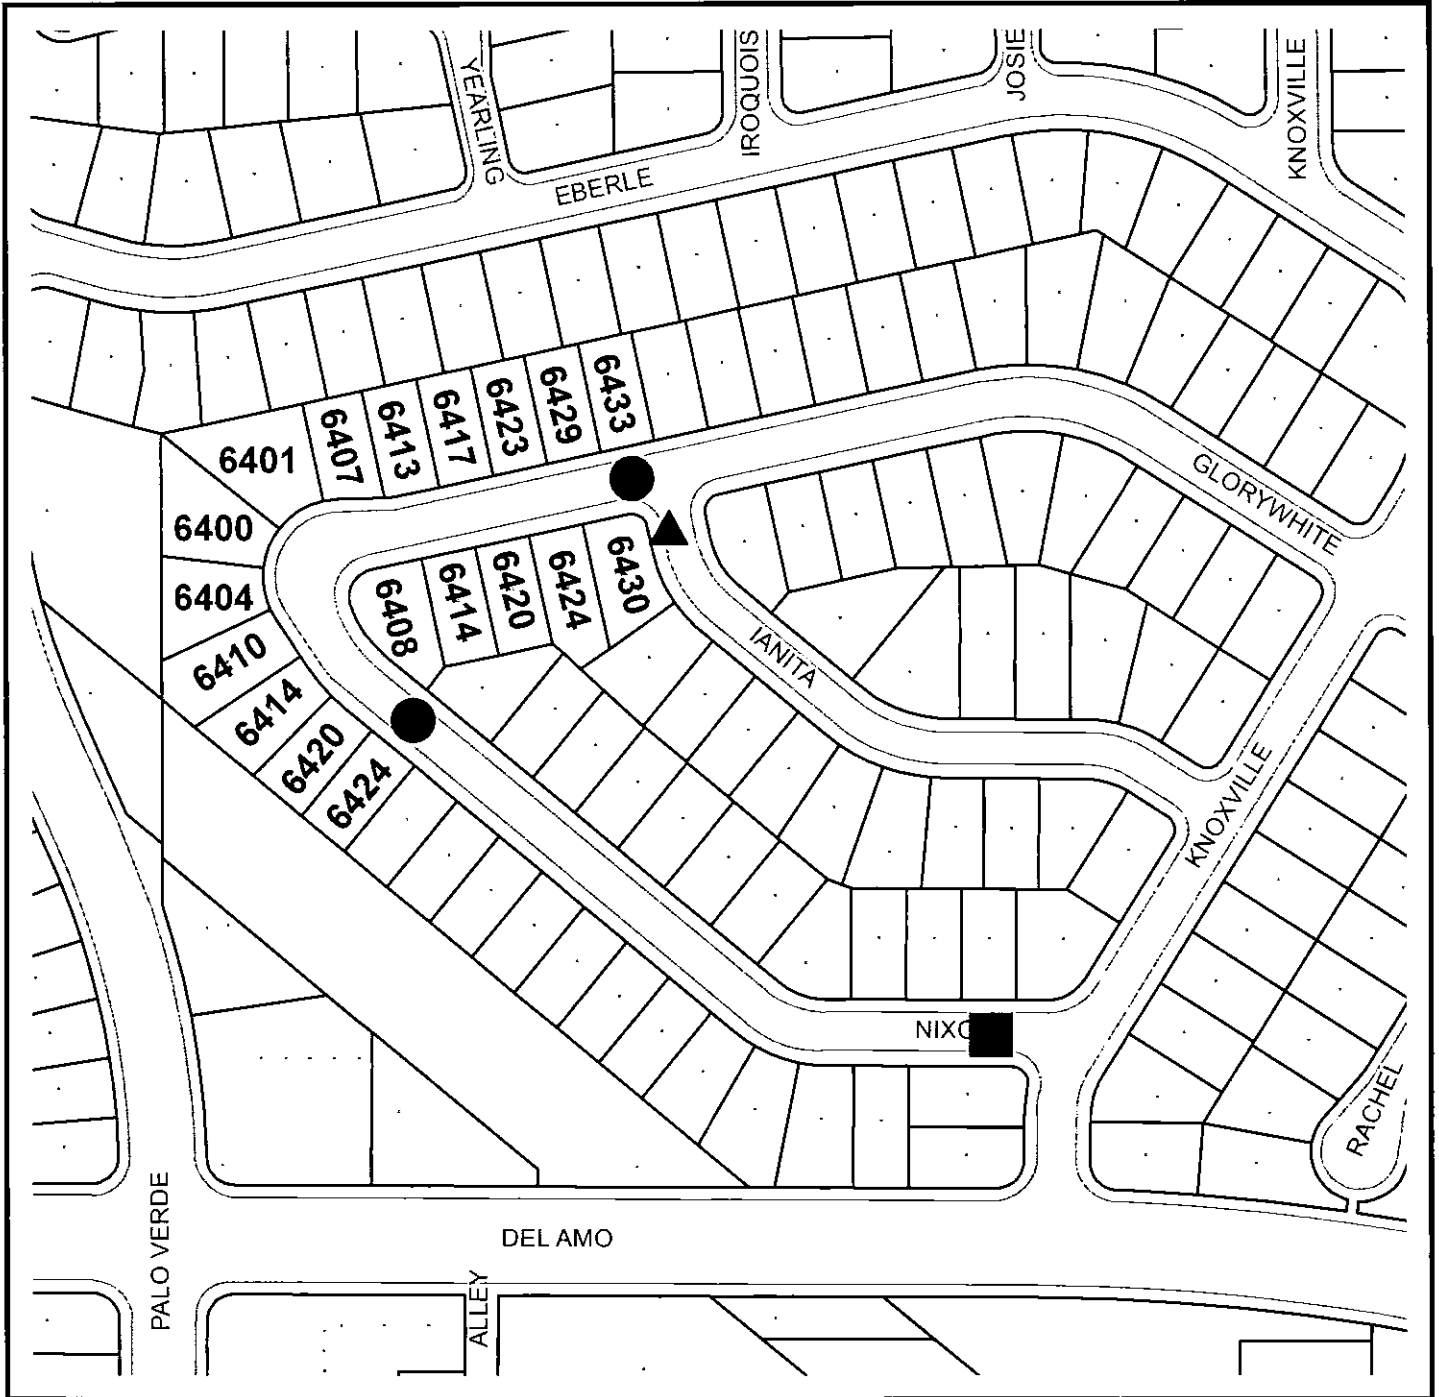 YEARLING
IROQUOIS
JOSIE
KNOXVILLE
EBERLE
6433
6429
6423
6417
6413
6407
6401
GLORYWHITE
6400
6404
6430
6424
6420
6414
6408
IANITA
6410
6414
6420
6424
KNOXVILLE
NIXO
RACHEL
PALO VERDE
DEL AMO
ALLEY